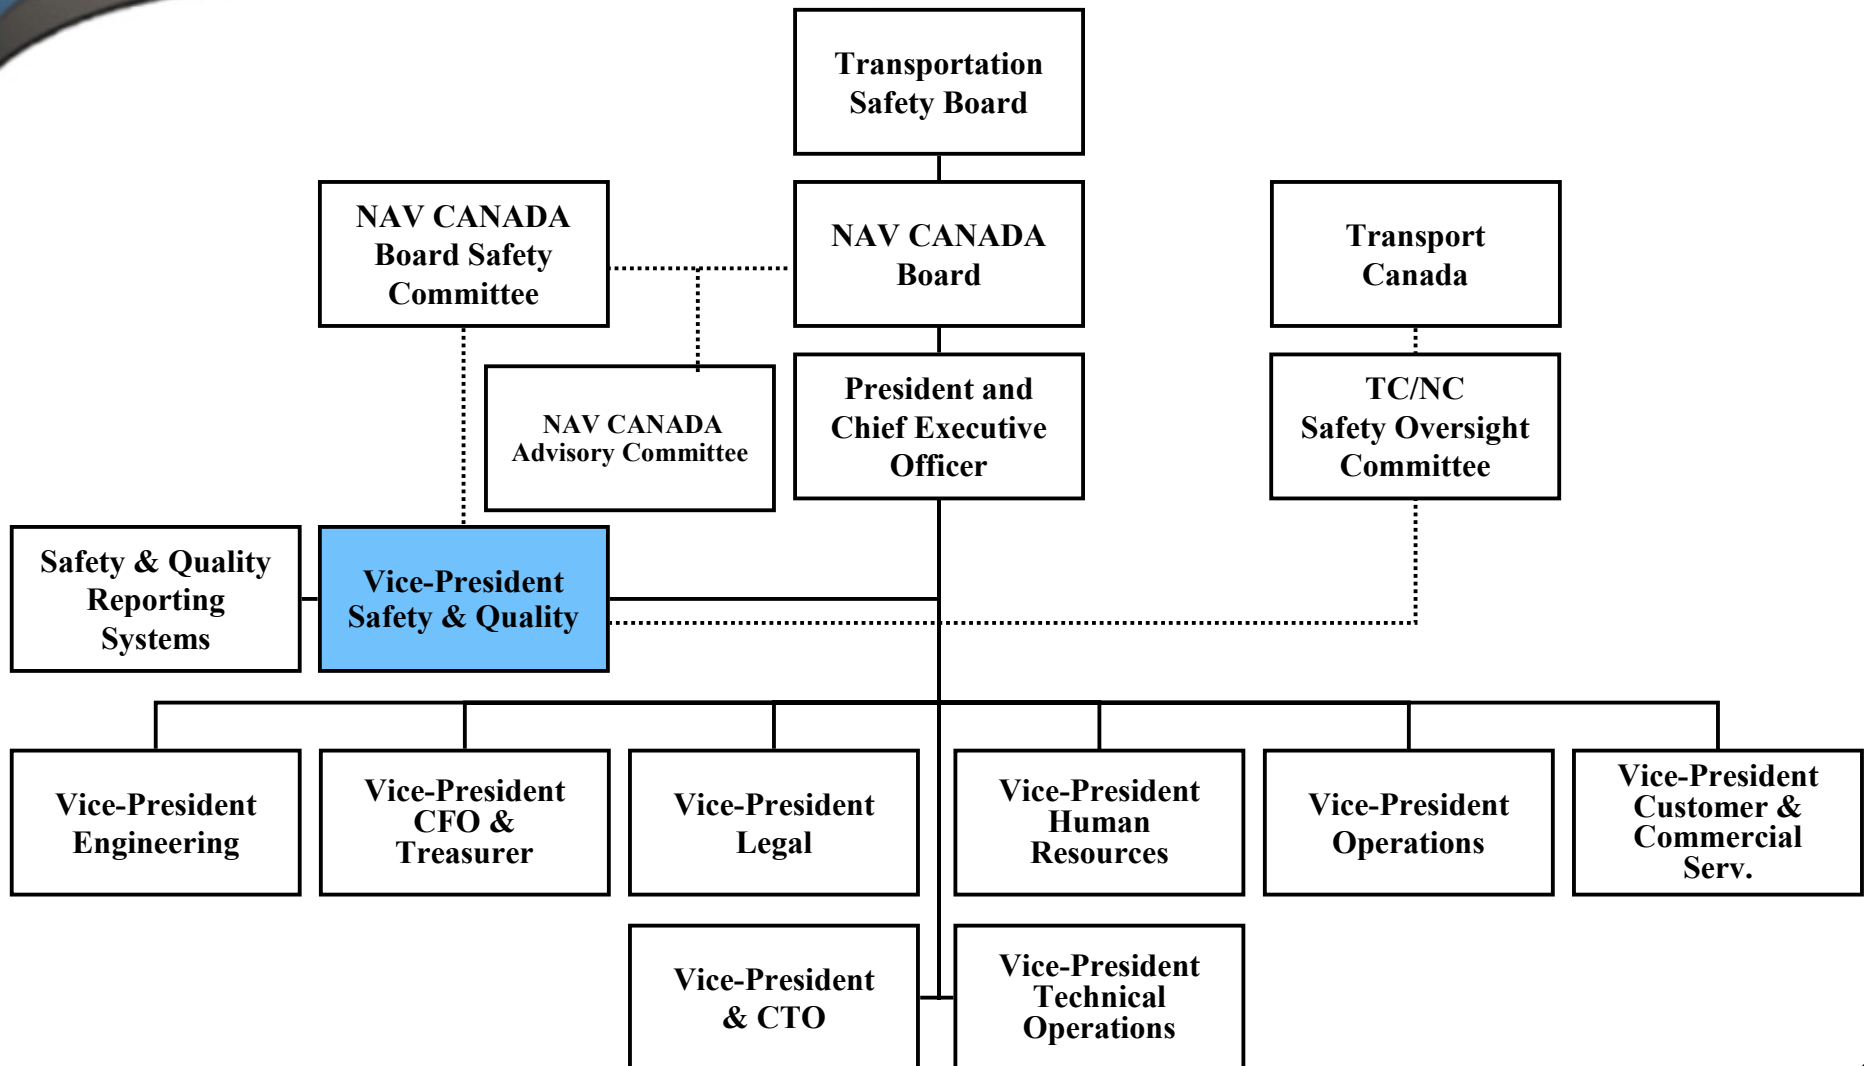 Transportation
Safety Board
NAV CANADA
Board Safety
Committee
NAV CANADA
Board
Transport
Canada
NAV CANADA
Advisory Committee
President and
Chief Executive
Officer
TC/NC
Safety Oversight
Committee
Safety & Quality
Reporting
Systems
Vice-President
Safety & Quality
Vice-President
Engineering
Vice-President
CFO &
Treasurer
Vice-President
Legal
Vice-President
Human
Resources
Vice-President
Operations
Vice-President
Customer &
Commercial
Serv.
Vice-President
& CTO
Vice-President
Technical
Operations